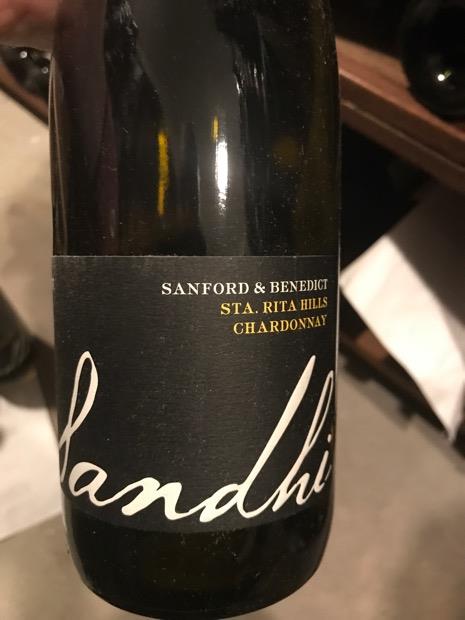 SANFORD & BENEDICT
STA. RITA HILLS
CHARDONNAY
Sandhi